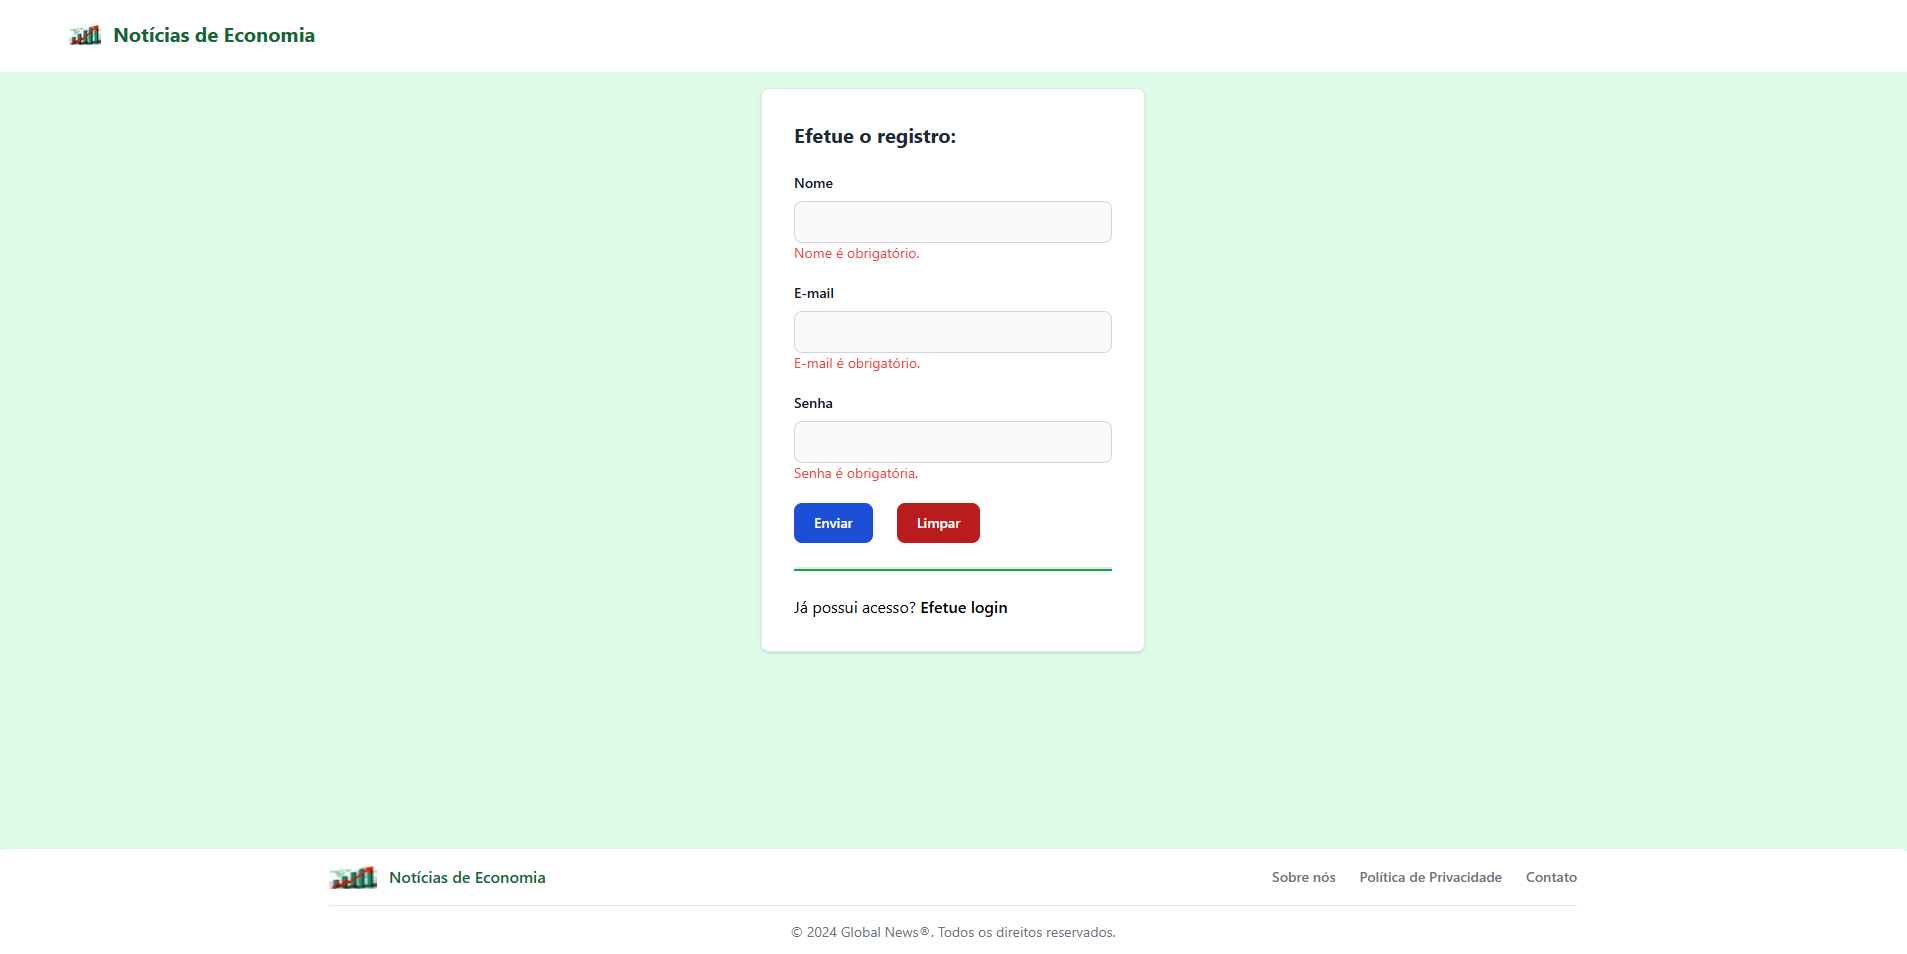 Notícias de Economia
Efetue o registro:
Nome
Nome é obrigatório.
E-mail
E-mail é obrigatório.
Senha
Senha é obrigatória.
Enviar Limpar
Já possui acesso? Efetue login
Notícias de Economia
Sobre nós Política de Privacidade Contato
© 2024 Global News®. Todos os direitos reservados.